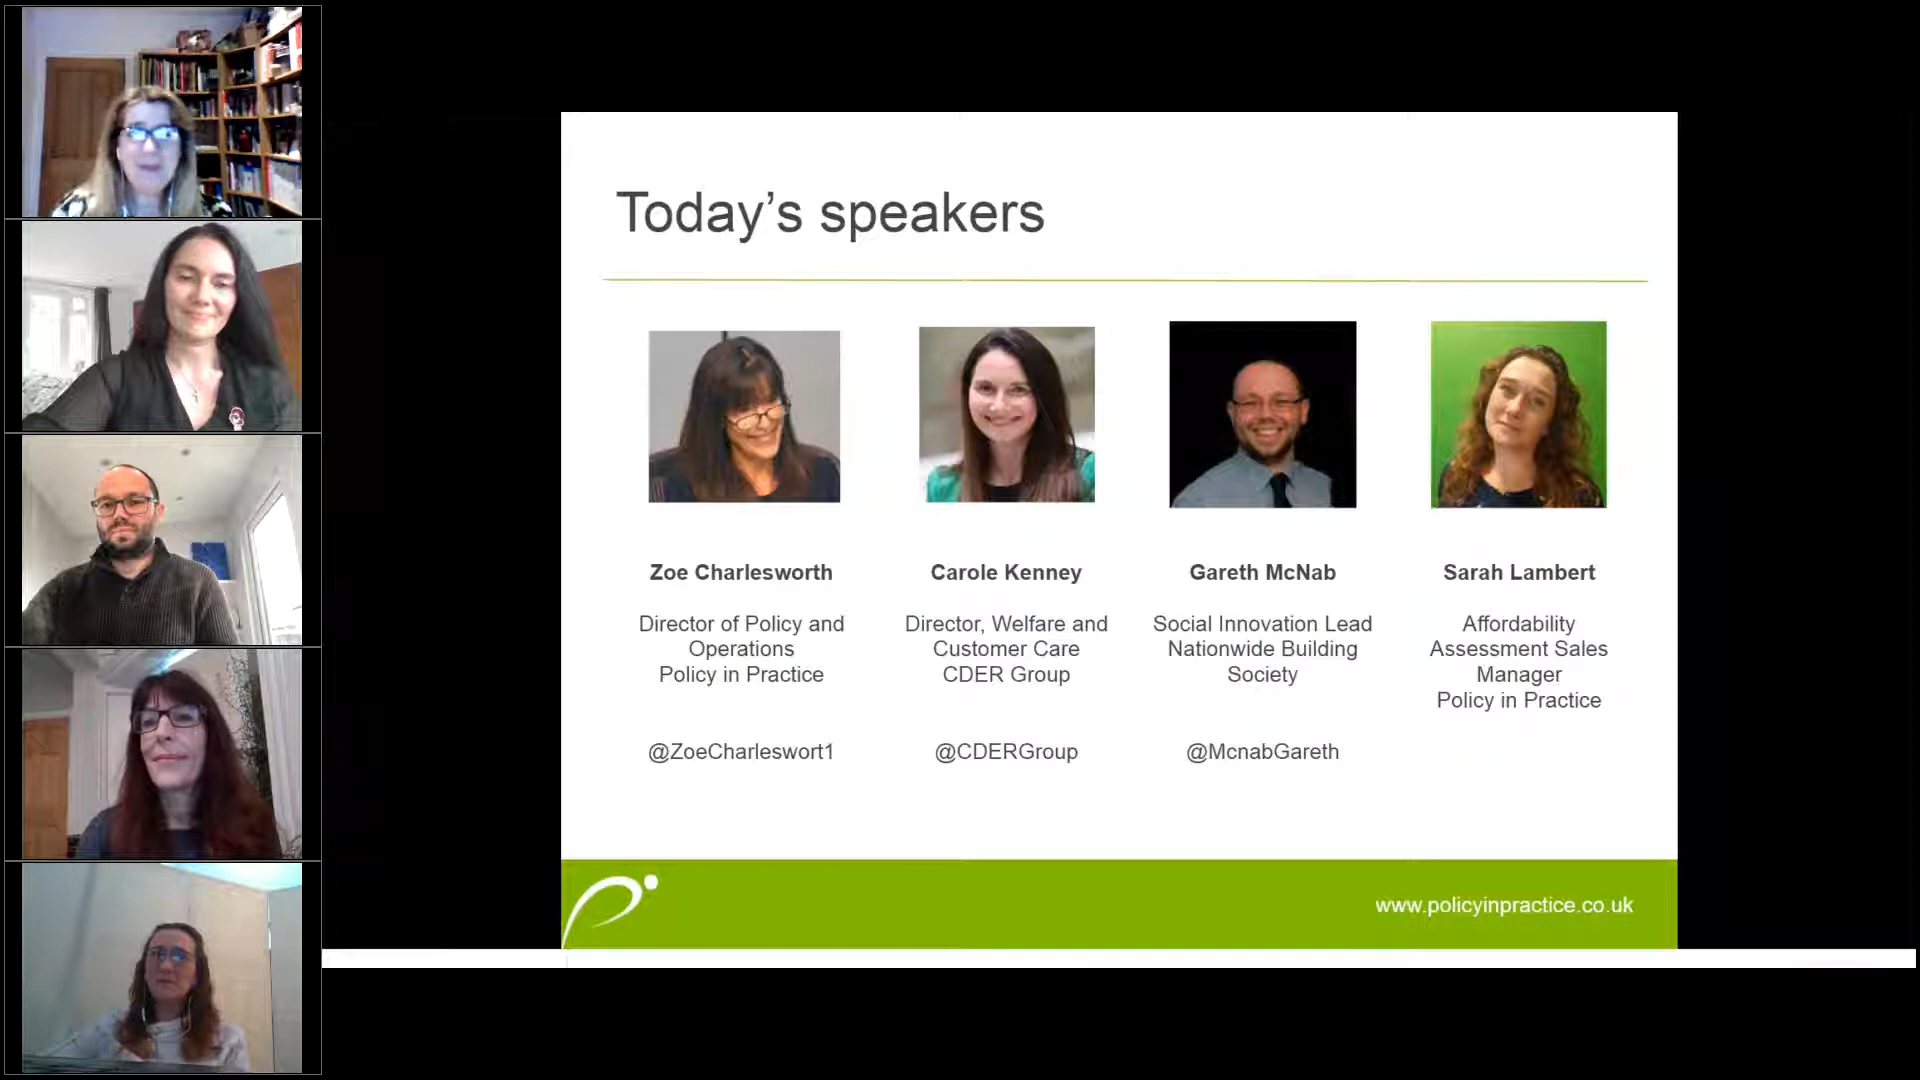 Today's speakers
Zoe Charlesworth
Director of Policy and
Operations
Policy in Practice
@ZoeCharleswort1
Carole Kenney
Director, Welfare and
Customer Care
CDER Group
@CDERGroup
Gareth McNab
Social Innovation Lead
Nationwide Building
Society
@McnabGareth
Sarah Lambert
Affordability
Assessment Sales
Manager
Policy in Practice
www.policyinpractice.co.uk